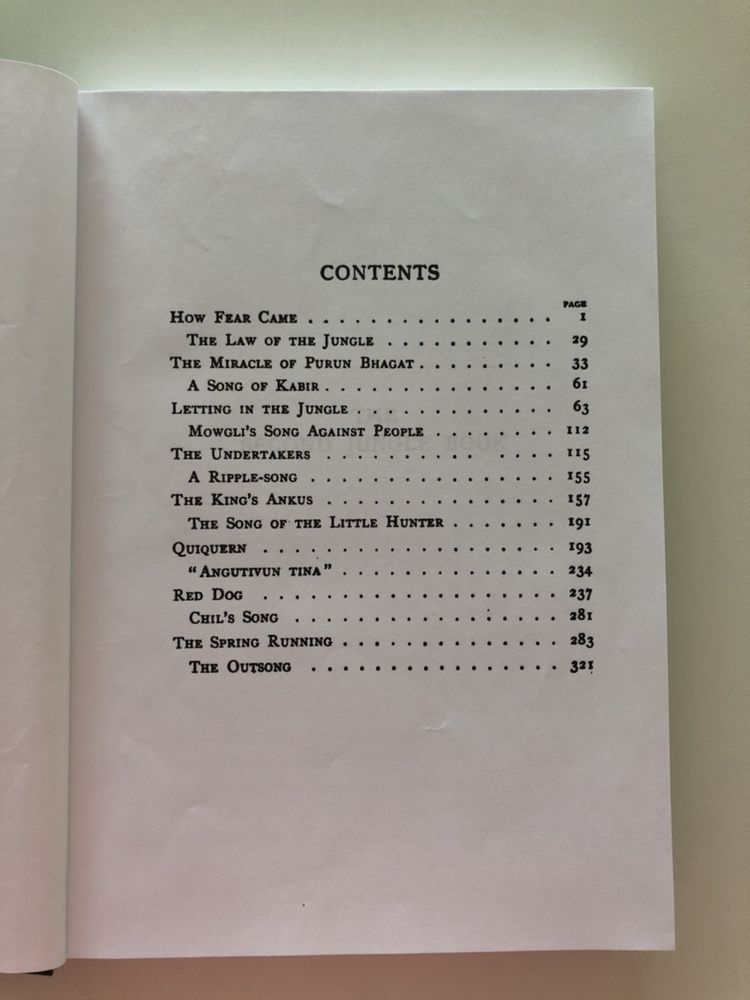 CONTENTS
PAGE
How Fear Came . . . . . . . . . . . . . . . . 1
The Law of the Jungle . . . . . . . . . . . 29
The Miracle of Purun Bhagat . . . . . . . . . 33
A Song of Kabir . . . . . . . . . . . . . . . 61
Letting in the Jungle . . . . . . . . . . . . . 63
Mowgli's Song Against People . . . . . . . . 112
The Undertakers . . . . . . . . . . . . . . 115
A Ripple-song . . . . . . . . . . . . . . . . 155
The King's Ankus . . . . . . . . . . . . . . . 157
The Song of the Little Hunter . . . . . . . 191
Quiquern . . . . . . . . . . . . . . . . . . . 193
"Angutivun tina" . . . . . . . . . . . . . . 234
Red Dog . . . . . . . . . . . . . . . . . . . 237
Chil's Song . . . . . . . . . . . . . . . . . 281
The Spring Running . . . . . . . . . . . . . . 283
The Outsong . . . . . . . . . . . . . . . . 321